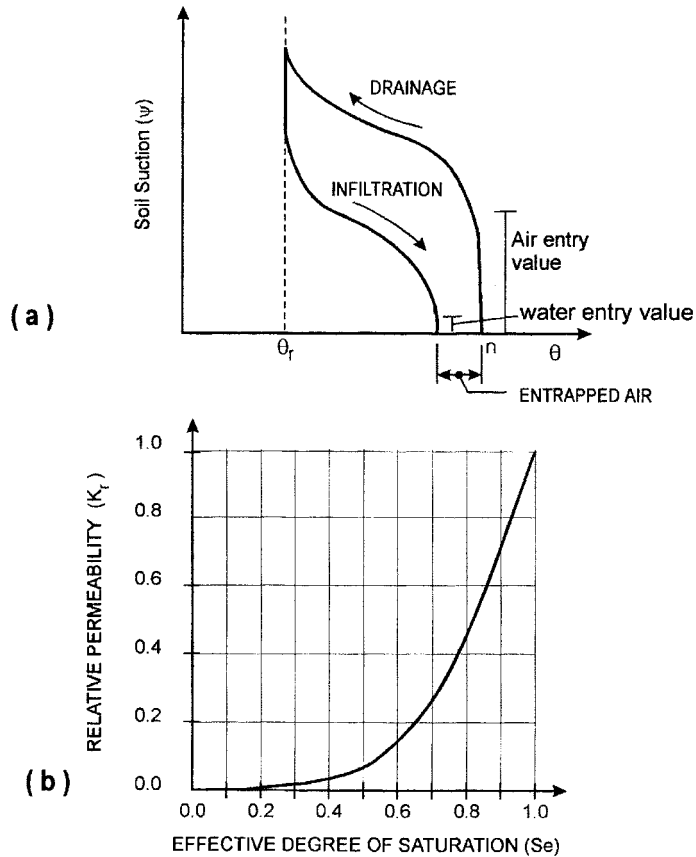 Soil Suction (ψ)
DRAINAGE
INFILTRATION
Air entry
value
water entry value
(a)
θr
n
θ
ENTRAPPED AIR
RELATIVE PERMEABILITY (Kr)
1.0
0.8
0.6
0.4
0.2
0.0
(b)
0.0 0.2 0.4 0.6 0.8 1.0
EFFECTIVE DEGREE OF SATURATION (Se)